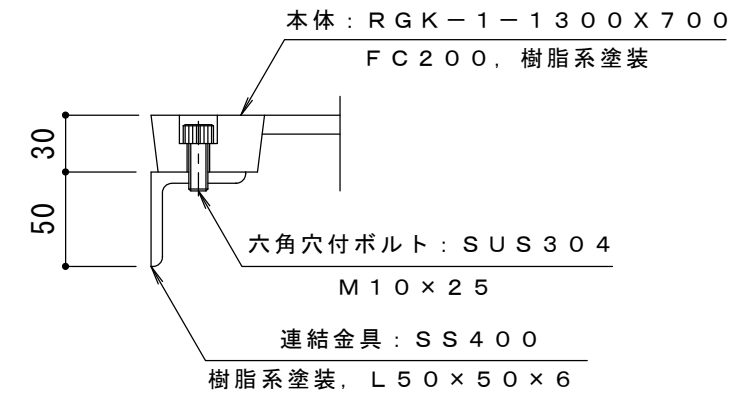 本体：ＲＧＫ－１－１３００Ｘ７００
ＦＣ２００，樹脂系塗装
30
50
六角穴付ボルト：ＳＵＳ３０４
Ｍ１０×２５
連結金具：ＳＳ４００
樹脂系塗装，Ｌ５０×５０×６